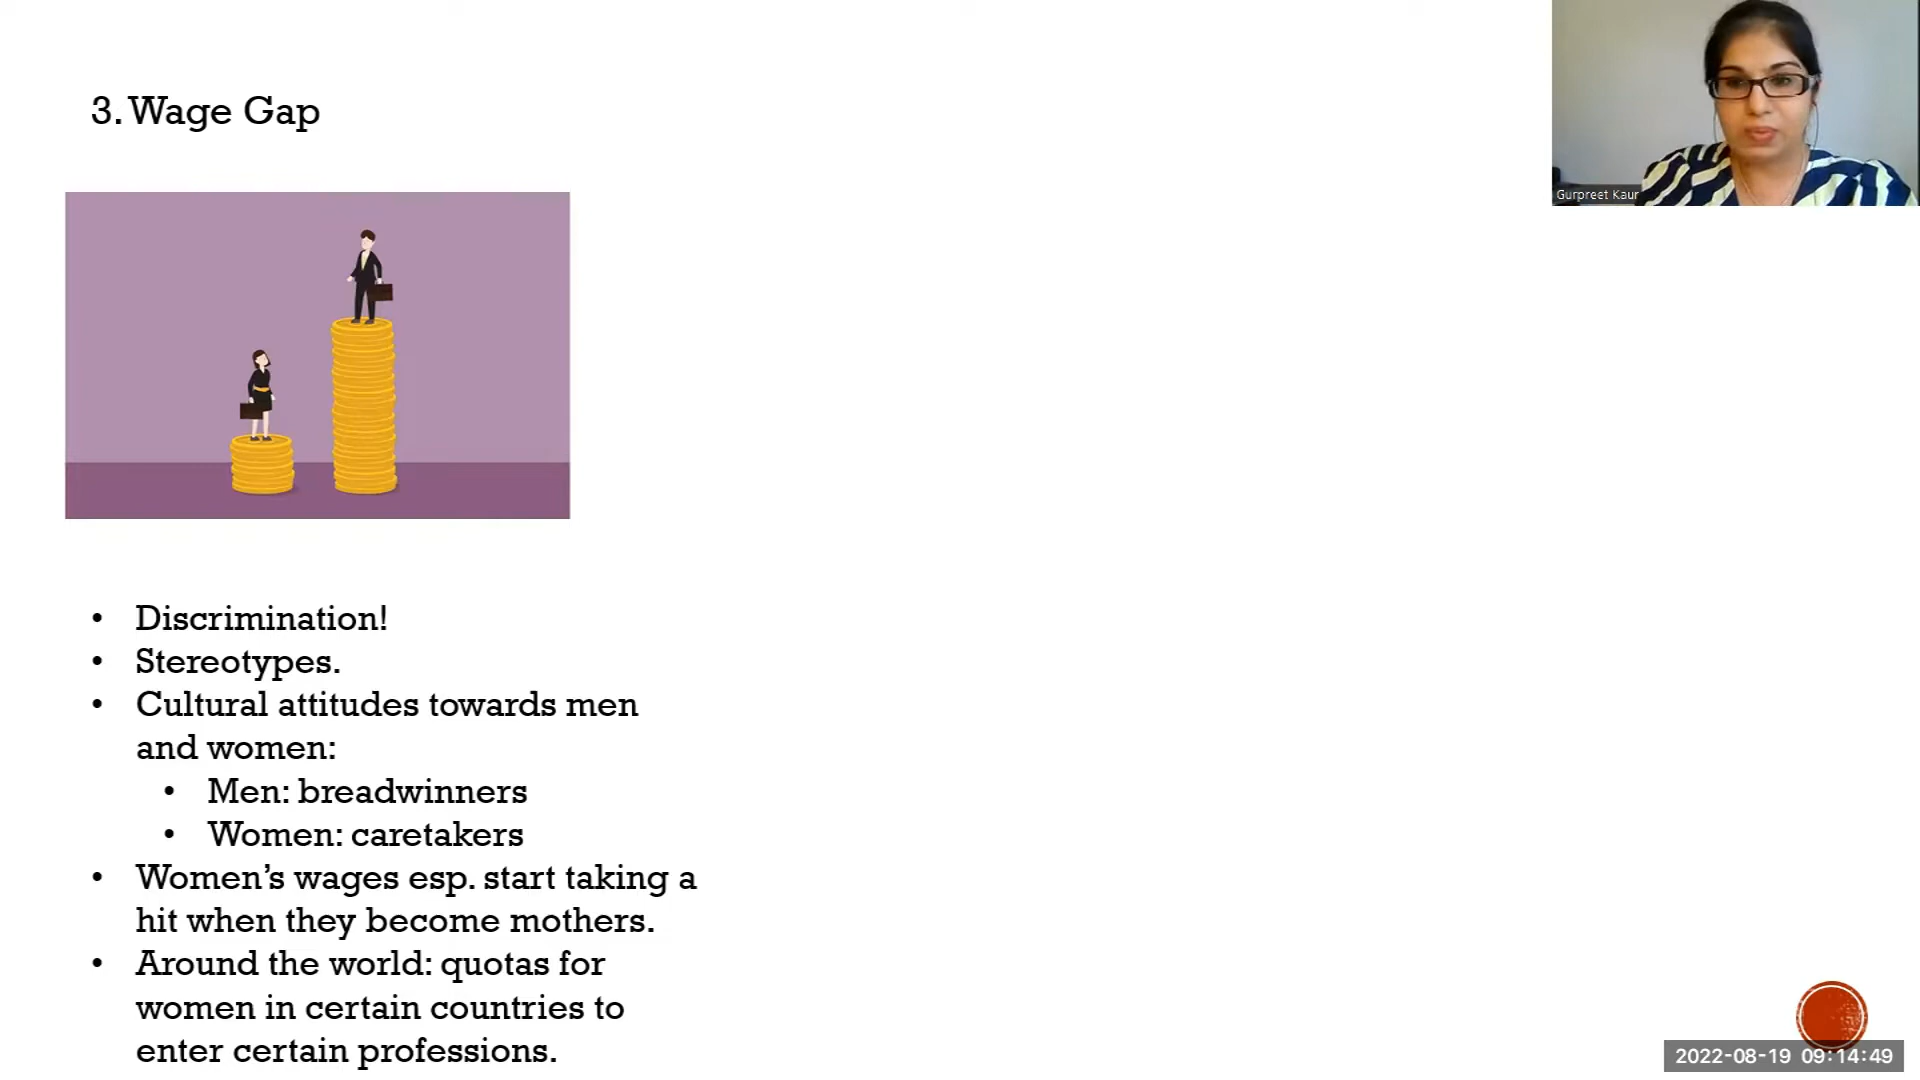 3. Wage Gap
Gurpreet Kaur
• Discrimination!
• Stereotypes.
• Cultural attitudes towards men
and women:
• Men: breadwinners
• Women: caretakers
• Women’s wages esp. start taking a
hit when they become mothers.
• Around the world: quotas for
women in certain countries to
enter certain professions.
2022-08-19 09:14:49